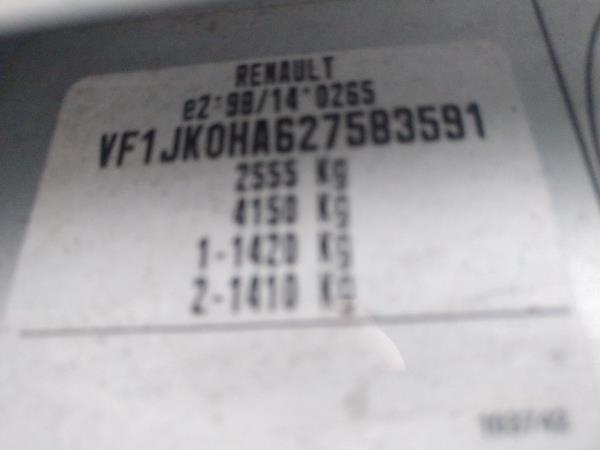 RENAULT
e2*98/14*0265
VF1JK0HA627583591
2555 Kg
4150 Kg
1-1420 Kg
2-1410 Kg